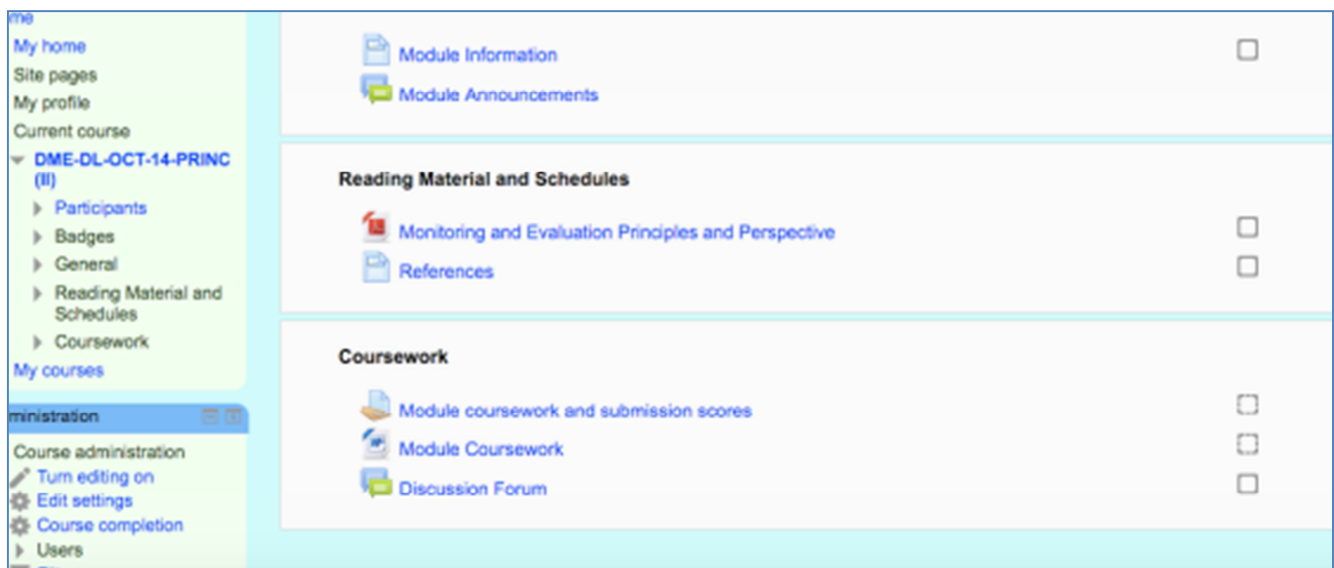 me
My home
Site pages
My profile
Current course
DME-DL-OCT-14-PRINC
(II)
Participants
Badges
General
Reading Material and
Schedules
Coursework
My courses
ministration
Course administration
Turn editing on
Edit settings
Course completion
Users
Module Information
Module Announcements
Reading Material and Schedules
Monitoring and Evaluation Principles and Perspective
References
Coursework
Module coursework and submission scores
Module Coursework
Discussion Forum